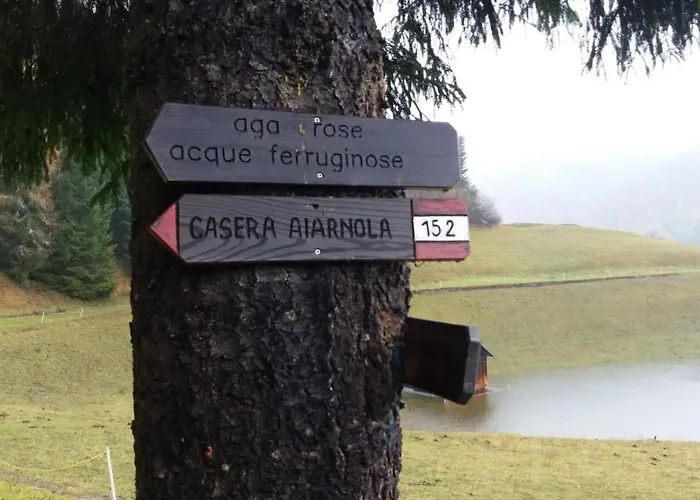 aga rose
acque ferruginose
CASERA AIARNOLA 152